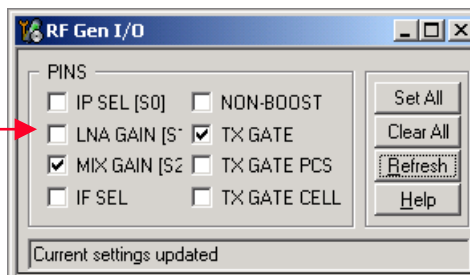 RF Gen I/O
PINS
IP SEL [S0] NON-BOOST
LNA GAIN [S TX GATE
MIX GAIN [S2 TX GATE PCS
IF SEL TX GATE CELL
Set All
Clear All
Refresh
Help
Current settings updated